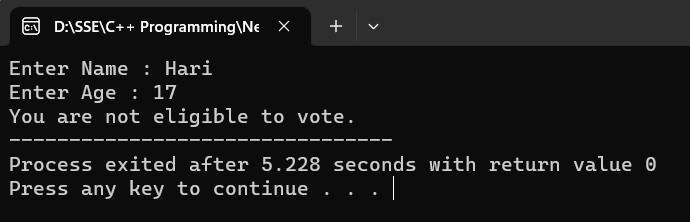 D:\SSE\C++ Programming\Ne
Enter Name : Hari
Enter Age : 17
You are not eligible to vote.
--------------------------------
Process exited after 5.228 seconds with return value 0
Press any key to continue . . .